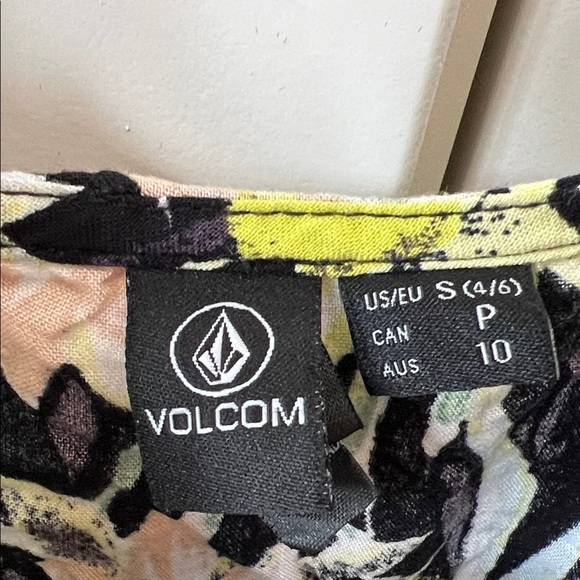 VOLCOM
US/EU S (4/6)
CAN P
AUS 10